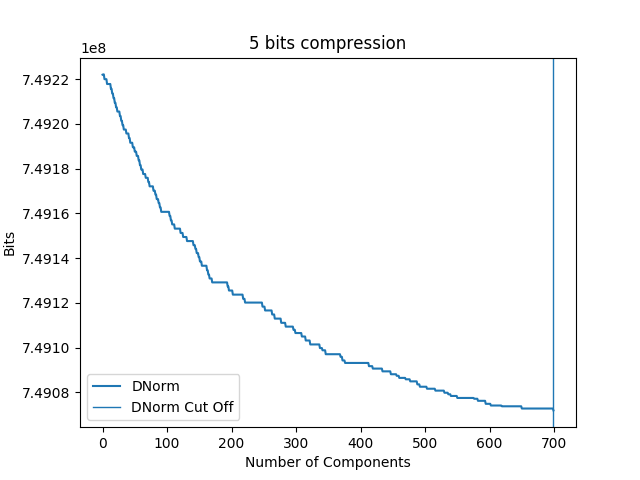 5 bits compression
1e8
7.4922
7.4920
7.4918
7.4916
7.4914
7.4912
7.4910
7.4908
Bits
DNorm
DNorm Cut Off
0 100 200 300 400 500 600 700
Number of Components